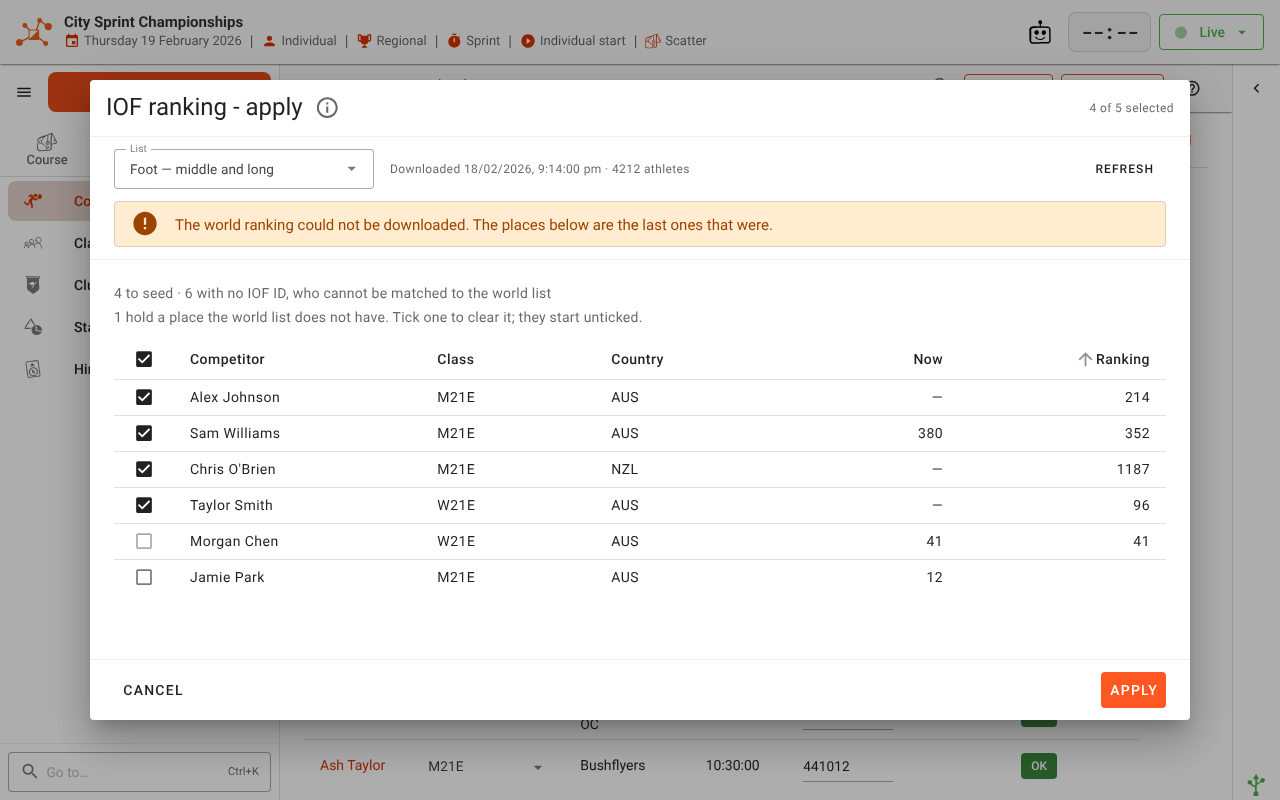 City Sprint Championships
Thursday 19 February 2026 | Individual | Regional | Sprint | Individual start | Scatter
--:-- Live
IOF ranking - apply
4 of 5 selected
List
Foot — middle and long
Downloaded 18/02/2026, 9:14:00 pm · 4212 athletes
REFRESH
! The world ranking could not be downloaded. The places below are the last ones that were.
4 to seed · 6 with no IOF ID, who cannot be matched to the world list
1 hold a place the world list does not have. Tick one to clear it; they start unticked.
Competitor Class Country Now Ranking
Alex Johnson M21E AUS — 214
Sam Williams M21E AUS 380 352
Chris O'Brien M21E NZL — 1187
Taylor Smith W21E AUS — 96
Morgan Chen W21E AUS 41 41
Jamie Park M21E AUS 12
CANCEL
APPLY
Course
Co
Cla
Clu
Sta
Hir
OC
Go to... Ctrl+K
Ash Taylor M21E Bushflyers 10:30:00 441012 OK